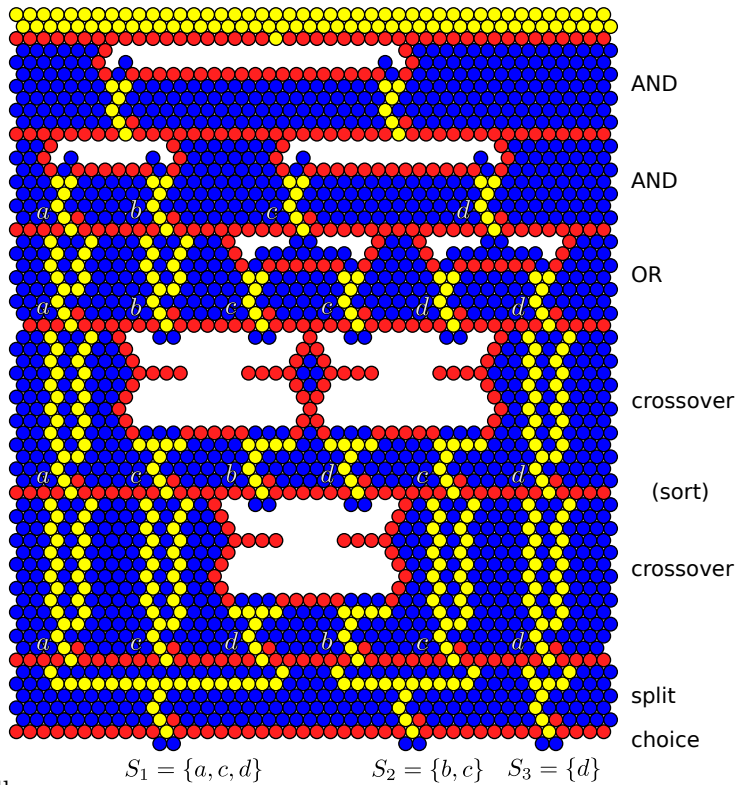 AND
AND
a b c d
OR
a b c c d d
crossover
a c b d c d
(sort)
crossover
a c d b c d
split
choice
S₁ = {a, c, d} S₂ = {b, c} S₃ = {d}